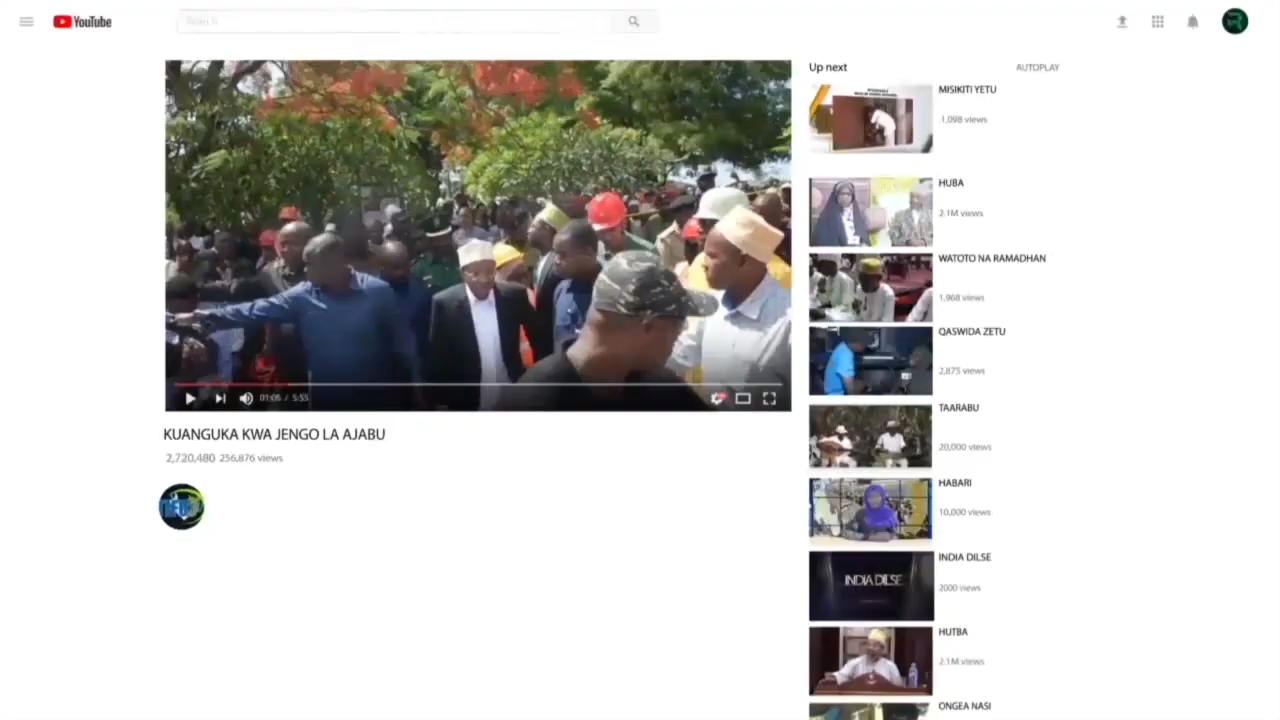 YouTube
Search
01:06 / 5:53
KUANGUKA KWA JENGO LA AJABU
2,720,480 256,876 views
Up next AUTOPLAY
MISIKITI YETU
1,098 views
HUBA
2.1M views
WATOTO NA RAMADHAN
1,968 views
QASWIDA ZETU
2,875 views
TAARABU
20,000 views
HABARI
10,000 views
INDIA DILSE
INDIA DILSE
2000 views
HUTBA
2.1M views
ONGEA NASI